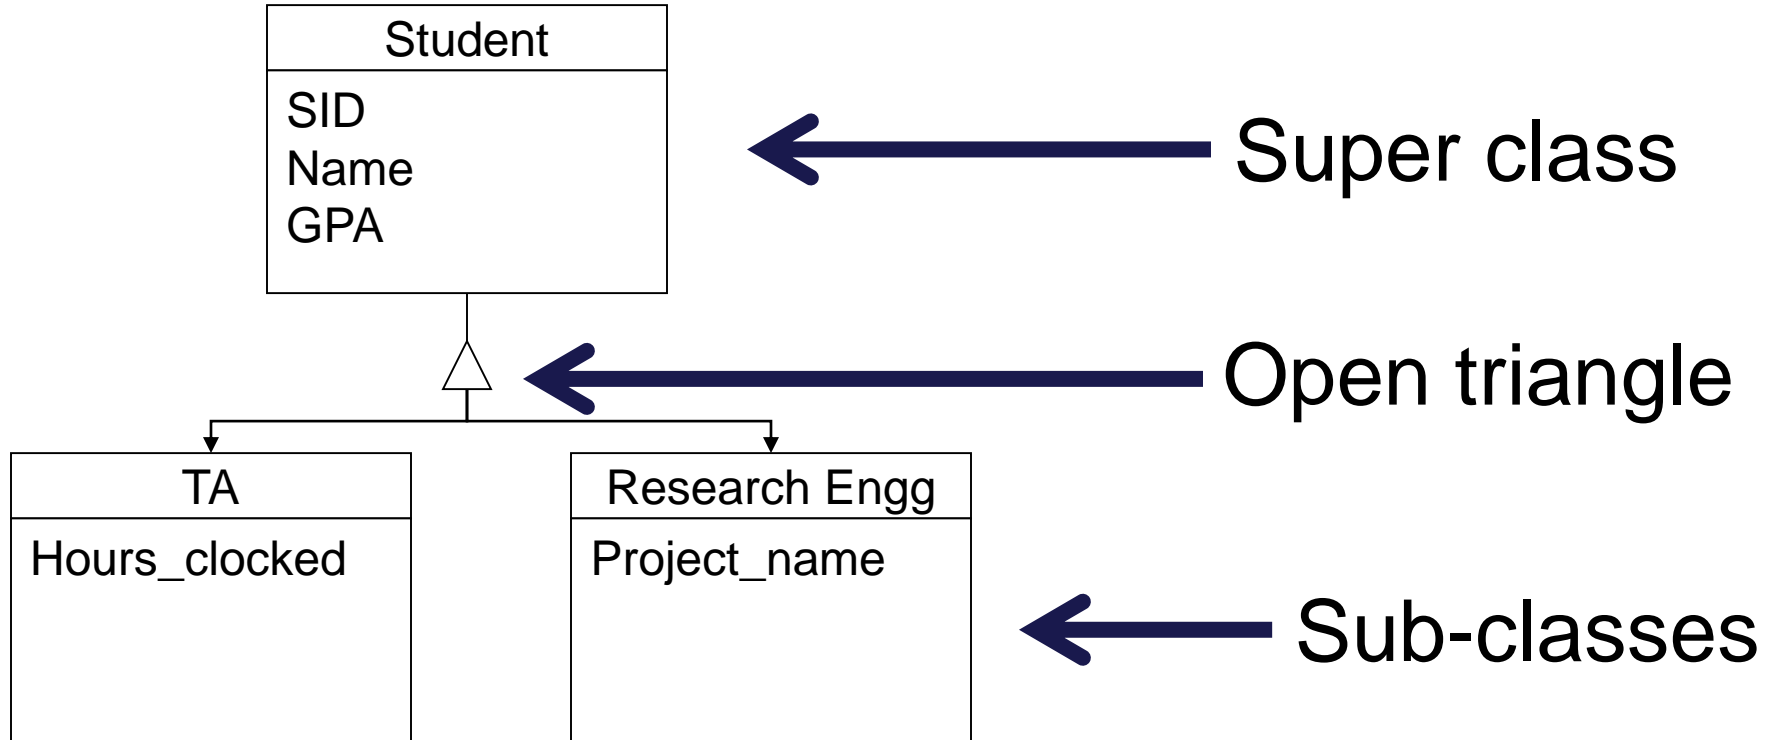 Student
SID
Name
GPA
Super class
Open triangle
TA
Hours_clocked
Research Engg
Project_name
Sub-classes